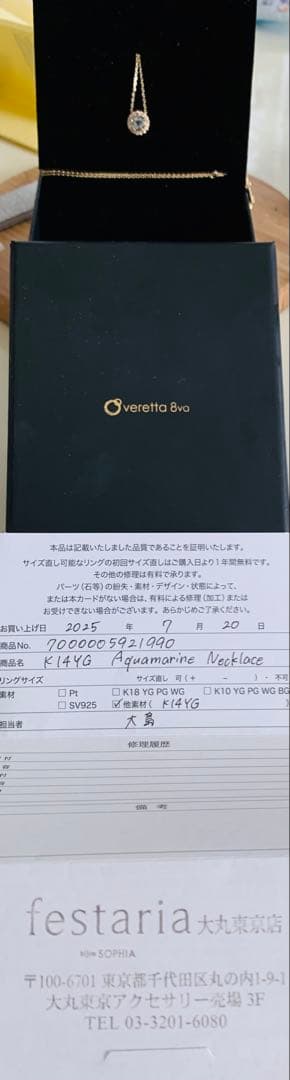 veretta 8va
本品は記載いたしました品質であることを証明いたします。
サイズ直し可能なリングの初回サイズ直しはご購入日より1年間無料です。
その他の修理は有料で承ります。
パーツ(石等)の紛失・素材・デザイン・状態によって、
または本カードがない場合は、有料による修理(加工)または
お受けできない場合がございます。あらかじめご了承ください。
お買い上げ日 2025 年 7 月 20 日
商品No. 7000005921990
商品名 K14YG Aquamarine Necklace
リングサイズ サイズ直し 可(+ − )・不可
素材 □Pt □K18 YG PG WG □K10 YG PG WG BG
□SV925 ☑他素材( K14YG )
担当者 大島
修理履歴
備考
festaria 大丸東京店
bijou SOPHIA
〒100-6701 東京都千代田区丸の内1-9-1
大丸東京アクセサリー売場 3F
TEL 03-3201-6080